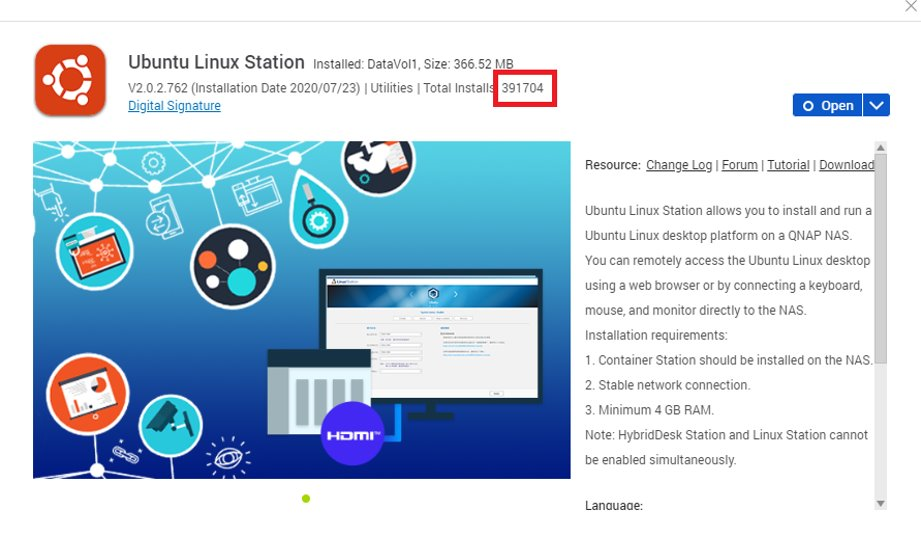 Ubuntu Linux Station Installed: DataVol1, Size: 366.52 MB
V2.0.2.762 (Installation Date 2020/07/23) | Utilities | Total Installs 391704
Digital Signature
Open
Resource: Change Log | Forum | Tutorial | Download
Ubuntu Linux Station allows you to install and run a
Ubuntu Linux desktop platform on a QNAP NAS.
You can remotely access the Ubuntu Linux desktop
using a web browser or by connecting a keyboard,
mouse, and monitor directly to the NAS.
Installation requirements:
1. Container Station should be installed on the NAS.
2. Stable network connection.
3. Minimum 4 GB RAM.
Note: HybridDesk Station and Linux Station cannot
be enabled simultaneously.
Language:
LinuxStation
HDMI